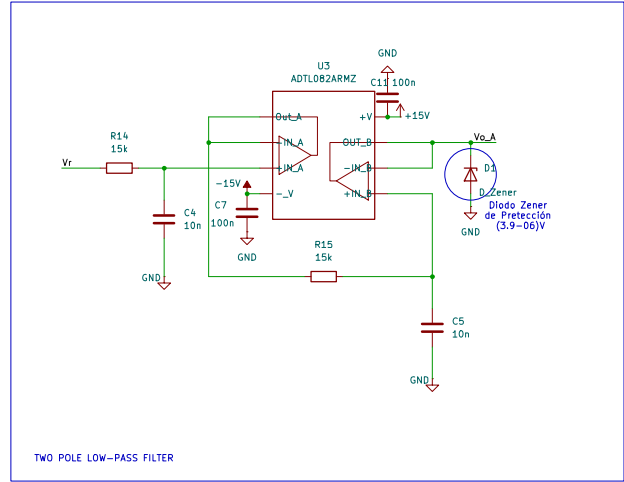 GND
U3
ADTL082ARMZ
C11 100n
Out_A
+V
+15V
R14
15k
-IN_A
OUT_B
Vo_A
Vr
+IN_A
-IN_B
D1
-15V
-_V
+IN_B
D_Zener
C4
10n
C7
100n
DIodo Zener
de Pretección
(3.9-06)V
GND
R15
15k
GND
GND
C5
10n
GND
TWO POLE LOW-PASS FILTER